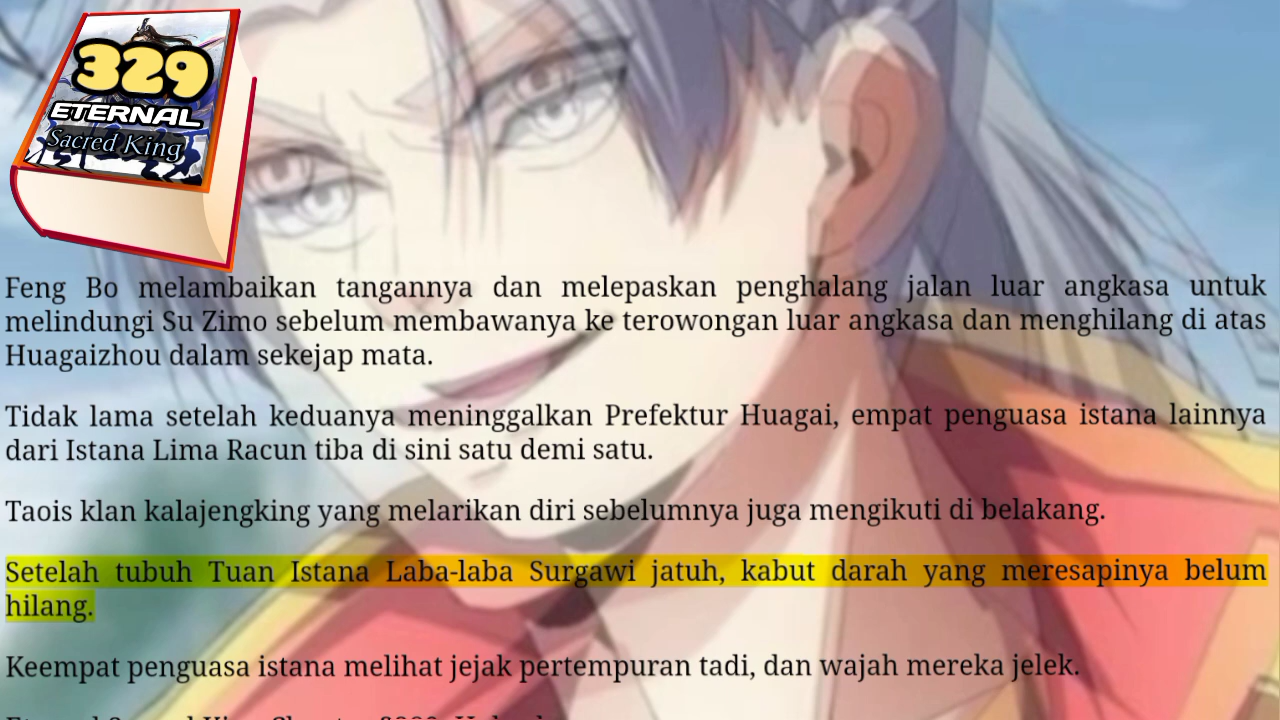 329
ETERNAL
Sacred King
Feng Bo melambaikan tangannya dan melepaskan penghalang jalan luar angkasa untuk
melindungi Su Zimo sebelum membawanya ke terowongan luar angkasa dan menghilang di atas
Huagaizhou dalam sekejap mata.
Tidak lama setelah keduanya meninggalkan Prefektur Huagai, empat penguasa istana lainnya
dari Istana Lima Racun tiba di sini satu demi satu.
Taois klan kalajengking yang melarikan diri sebelumnya juga mengikuti di belakang.
Setelah tubuh Tuan Istana Laba-laba Surgawi jatuh, kabut darah yang meresapinya belum
hilang.
Keempat penguasa istana melihat jejak pertempuran tadi, dan wajah mereka jelek.